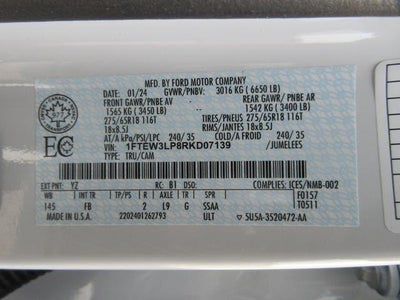 MFD. BY FORD MOTOR COMPANY
DATE: 01/24 GVWR/PNBV: 3016 KG ( 6650 LB)
FRONT GAWR/ PNBE AV REAR GAWR/ PNBE AR
1565 KG ( 3450 LB) 1542 KG ( 3400 LB)
275/65R18 116T TIRES/PNEUS 275/65R18 116T
18x8.5J RIMS/JANTES 18x8.5J
AT/A kPa/PSI/LPC 240/ 35 COLD/A FROID 240/ 35
EC
VIN: 1FTEW3LP8RKD07139 /JUMELEES
TYPE: TRU/CAM
EXT PNT: YZ RC: B1 DSO: COMPLIES: ICES/NMB-002
WB INT TR TP/PS R AXLE TR SPR F0157
145 FB 2 L9 G SSAA T0511
MADE IN U.S.A. 2202401262793 ULT 5U5A-3520472-AA